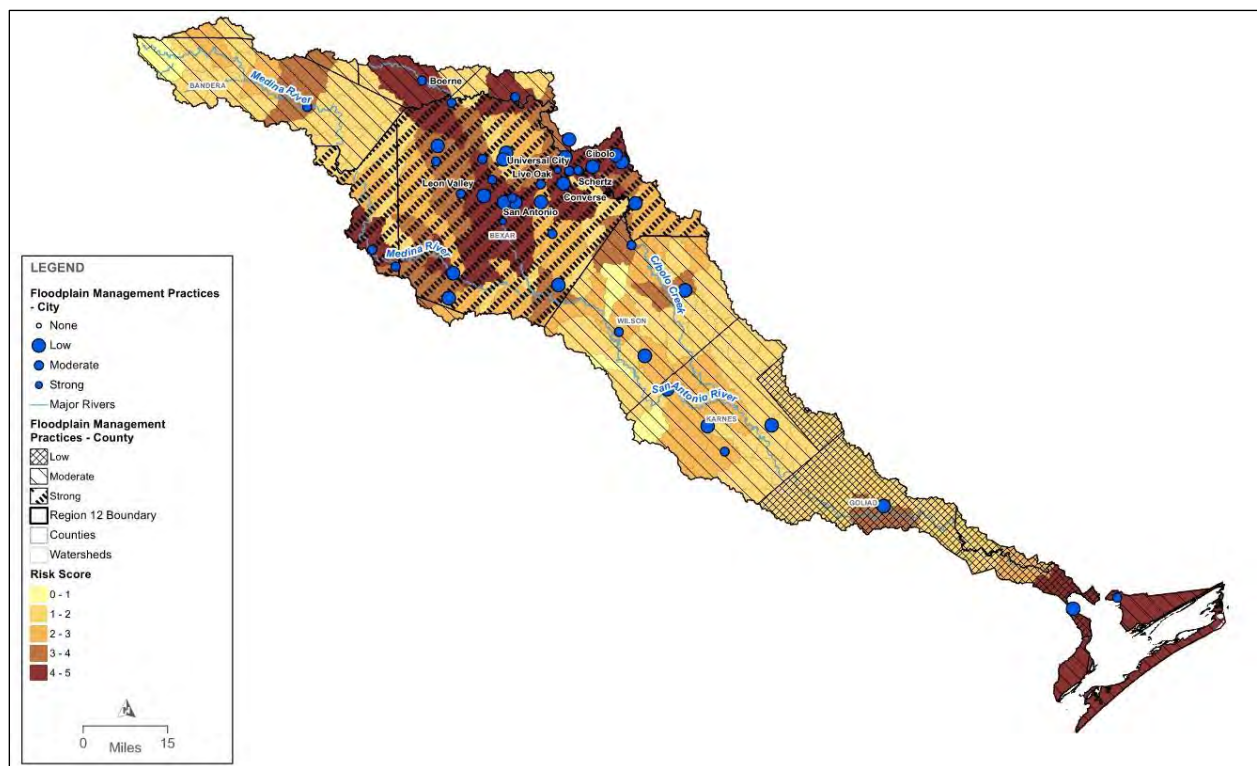 BANDERA
Medina River
Boerne
Cibolo
Universal City
Live Oak
Schertz
Leon Valley
Converse
San Antonio
BEXAR
Medina River
Cibolo Creek
WILSON
San Antonio River
KARNES
GOLIAD
LEGEND
Floodplain Management Practices
- City
None
Low
Moderate
Strong
Major Rivers
Floodplain Management
Practices - County
Low
Moderate
Strong
Region 12 Boundary
Counties
Watersheds
Risk Score
0 - 1
1 - 2
2 - 3
3 - 4
4 - 5
N
0 15
Miles